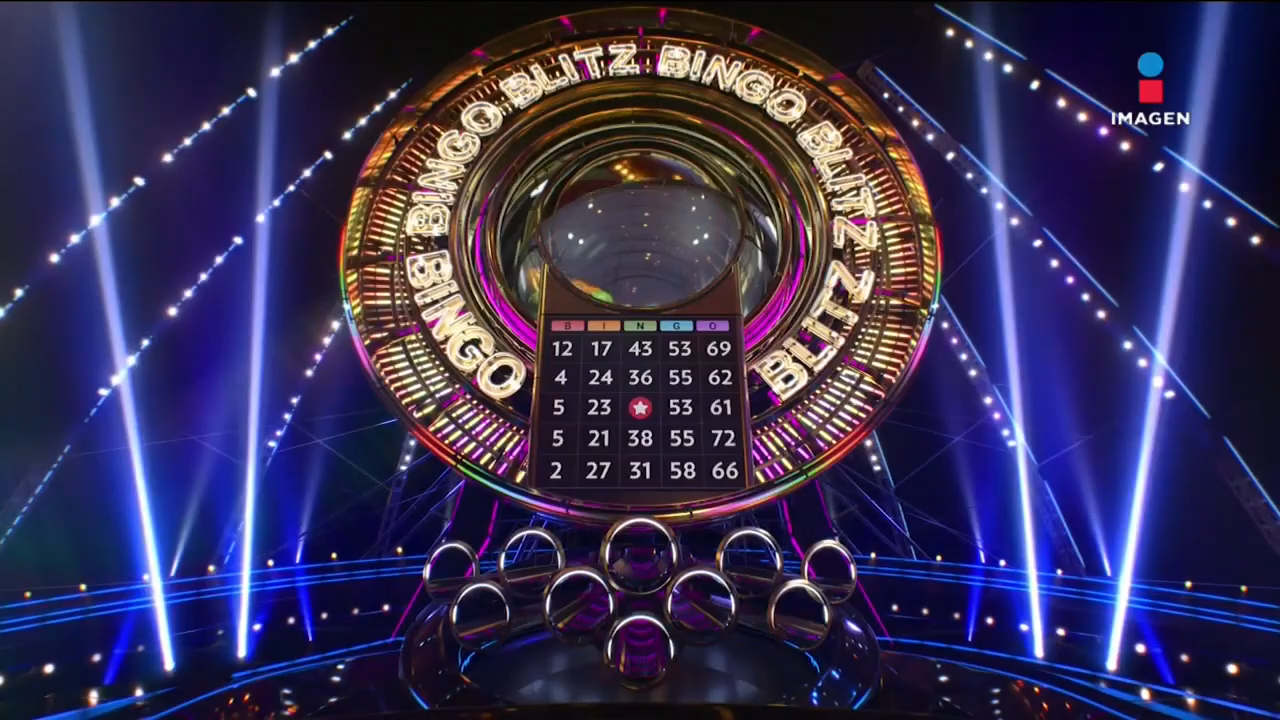 BINGO BINGO BLITZ BINGO BLITZ BLITZ
IMAGEN
B I N G O
12 17 43 53 69
4 24 36 55 62
5 23 53 61
5 21 38 55 72
2 27 31 58 66